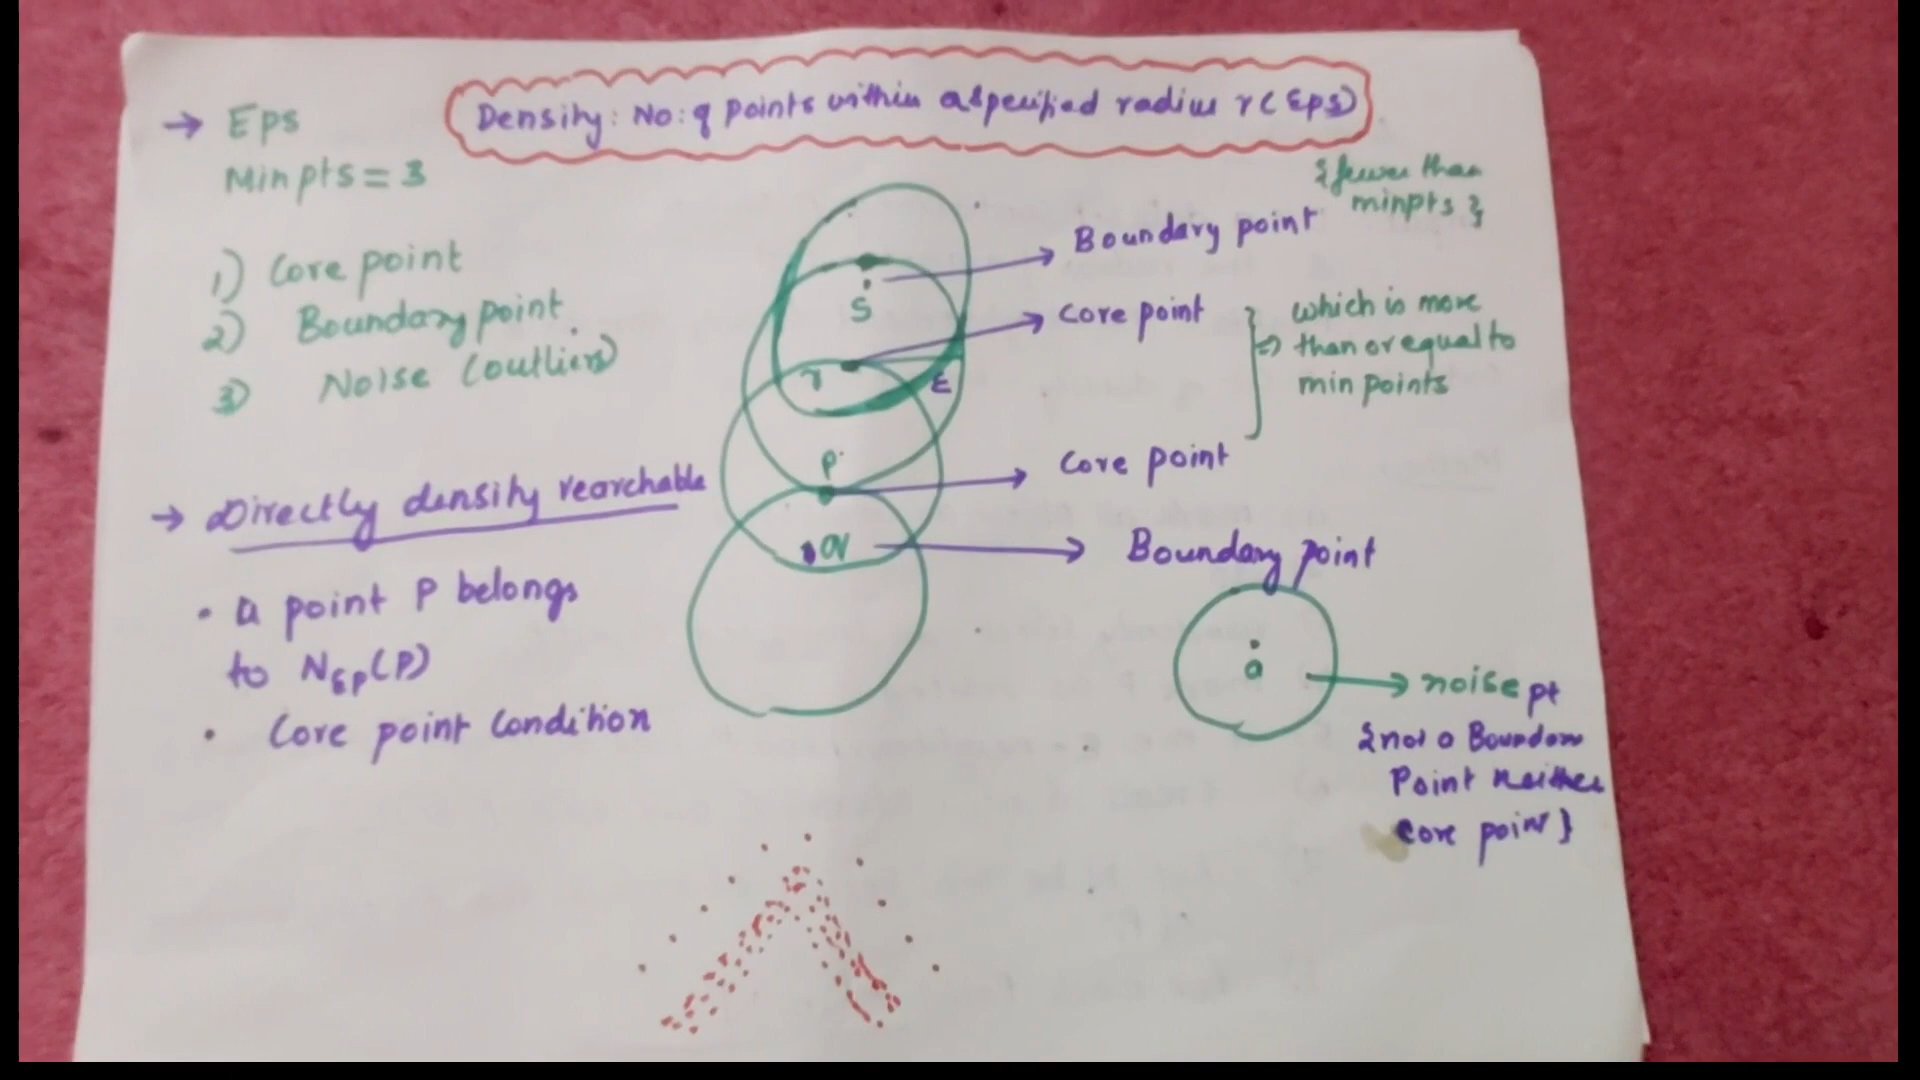 Density: No: of points within a specified radius r (Eps)
→ Eps
Minpts = 3
1) Core point
2) Boundary point
3) Noise (outliers)
→ Directly density rearchable
• a point P belongs
to NEp(P)
• Core point condition
{fewer than
minpts }
Boundary point
S
Core point
which is more
than or equal to
min points
r
E
P
Core point
q
Boundary point
a
noise pt
{not a Boundary
Point neither
core point}